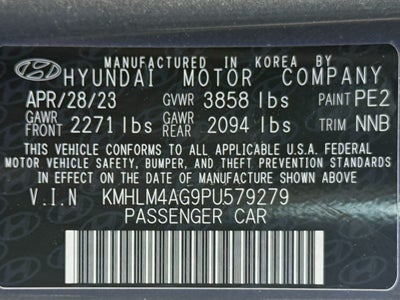 MANUFACTURED IN KOREA BY
HYUNDAI MOTOR COMPANY
APR/28/23 GVWR 3858 lbs PAINT PE2
GAWR FRONT 2271 lbs GAWR REAR 2094 lbs TRIM NNB
THIS VEHICLE CONFORMS TO ALL APPLICABLE U.S.A. FEDERAL
MOTOR VEHICLE SAFETY, BUMPER, AND THEFT PREVENTION STANDARDS
IN EFFECT ON THE DATE OF MANUFACTURE SHOWN ABOVE
V.I.N KMHLM4AG9PU579279
PASSENGER CAR